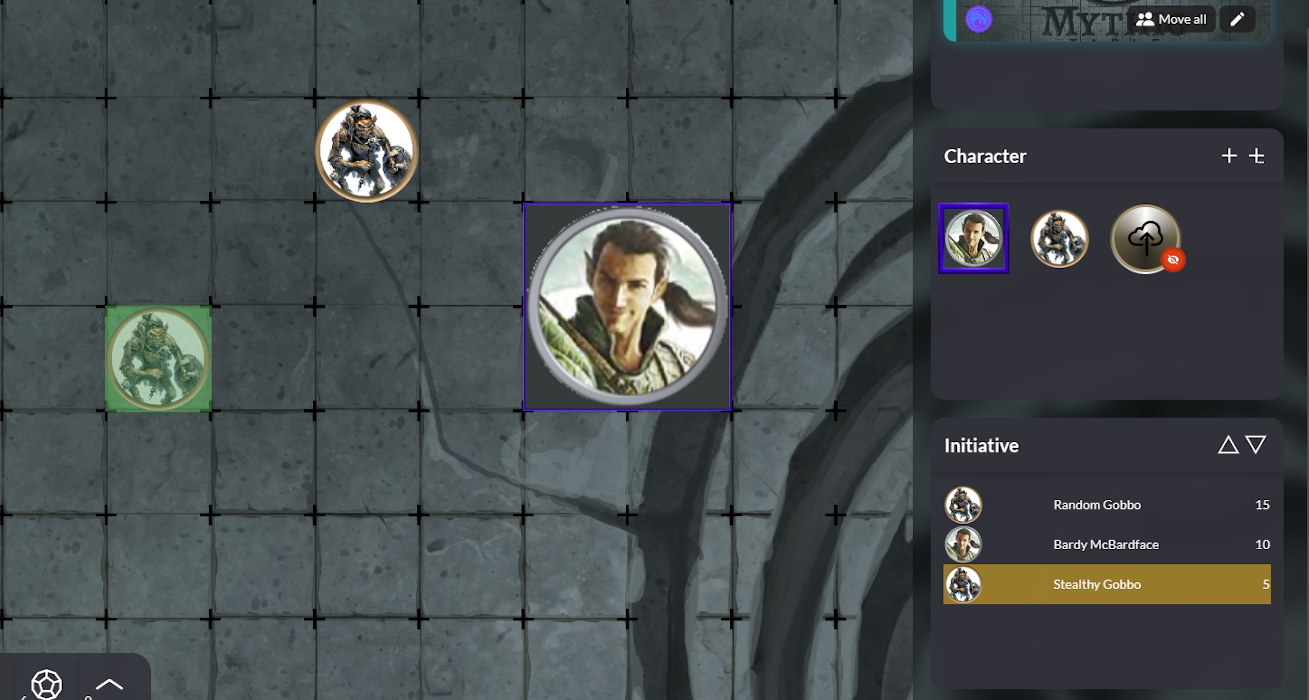 Move all
Character
Initiative
Random Gobbo 15
Bardy McBardface 10
Stealthy Gobbo 5